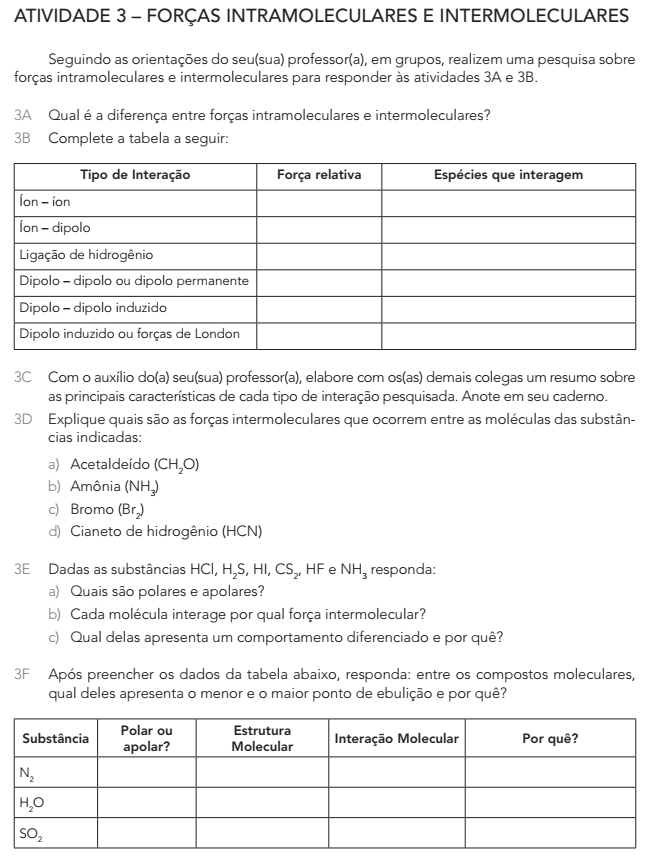 ATIVIDADE 3 – FORÇAS INTRAMOLECULARES E INTERMOLECULARES
Seguindo as orientações do seu(sua) professor(a), em grupos, realizem uma pesquisa sobre
forças intramoleculares e intermoleculares para responder às atividades 3A e 3B.
3A Qual é a diferença entre forças intramoleculares e intermoleculares?
3B Complete a tabela a seguir:
Tipo de Interação Força relativa Espécies que interagem
Íon – íon
Íon – dipolo
Ligação de hidrogênio
Dipolo – dipolo ou dipolo permanente
Dipolo – dipolo induzido
Dipolo induzido ou forças de London
3C Com o auxílio do(a) seu(sua) professor(a), elabore com os(as) demais colegas um resumo sobre
as principais características de cada tipo de interação pesquisada. Anote em seu caderno.
3D Explique quais são as forças intermoleculares que ocorrem entre as moléculas das substân-
cias indicadas:
a) Acetaldeído (CH₂O)
b) Amônia (NH₃)
c) Bromo (Br₂)
d) Cianeto de hidrogênio (HCN)
3E Dadas as substâncias HCl, H₂S, HI, CS₂, HF e NH₃ responda:
a) Quais são polares e apolares?
b) Cada molécula interage por qual força intermolecular?
c) Qual delas apresenta um comportamento diferenciado e por quê?
3F Após preencher os dados da tabela abaixo, responda: entre os compostos moleculares,
qual deles apresenta o menor e o maior ponto de ebulição e por quê?
Substância Polar ou apolar? Estrutura Molecular Interação Molecular Por quê?
N₂
H₂O
SO₂